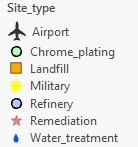 Site_type
Airport
Chrome_plating
Landfill
Military
Refinery
Remediation
Water_treatment